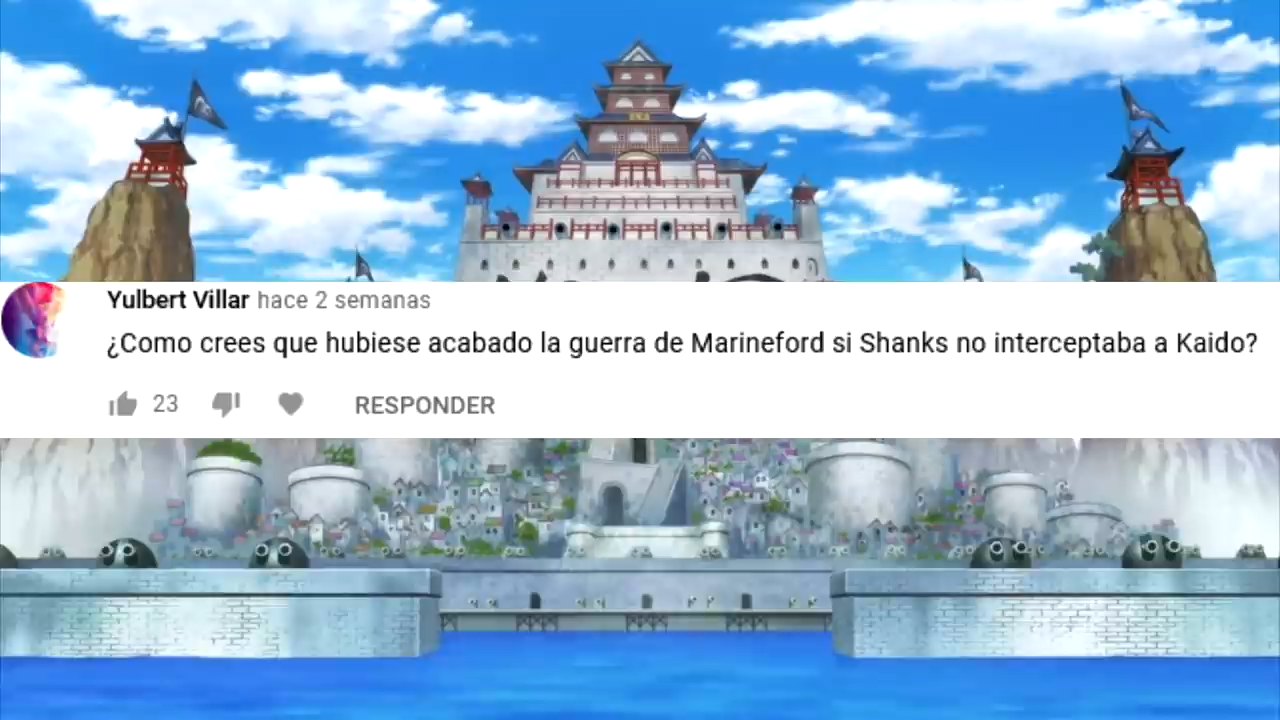 Yulbert Villar hace 2 semanas
¿Como crees que hubiese acabado la guerra de Marineford si Shanks no interceptaba a Kaido?
23 RESPONDER